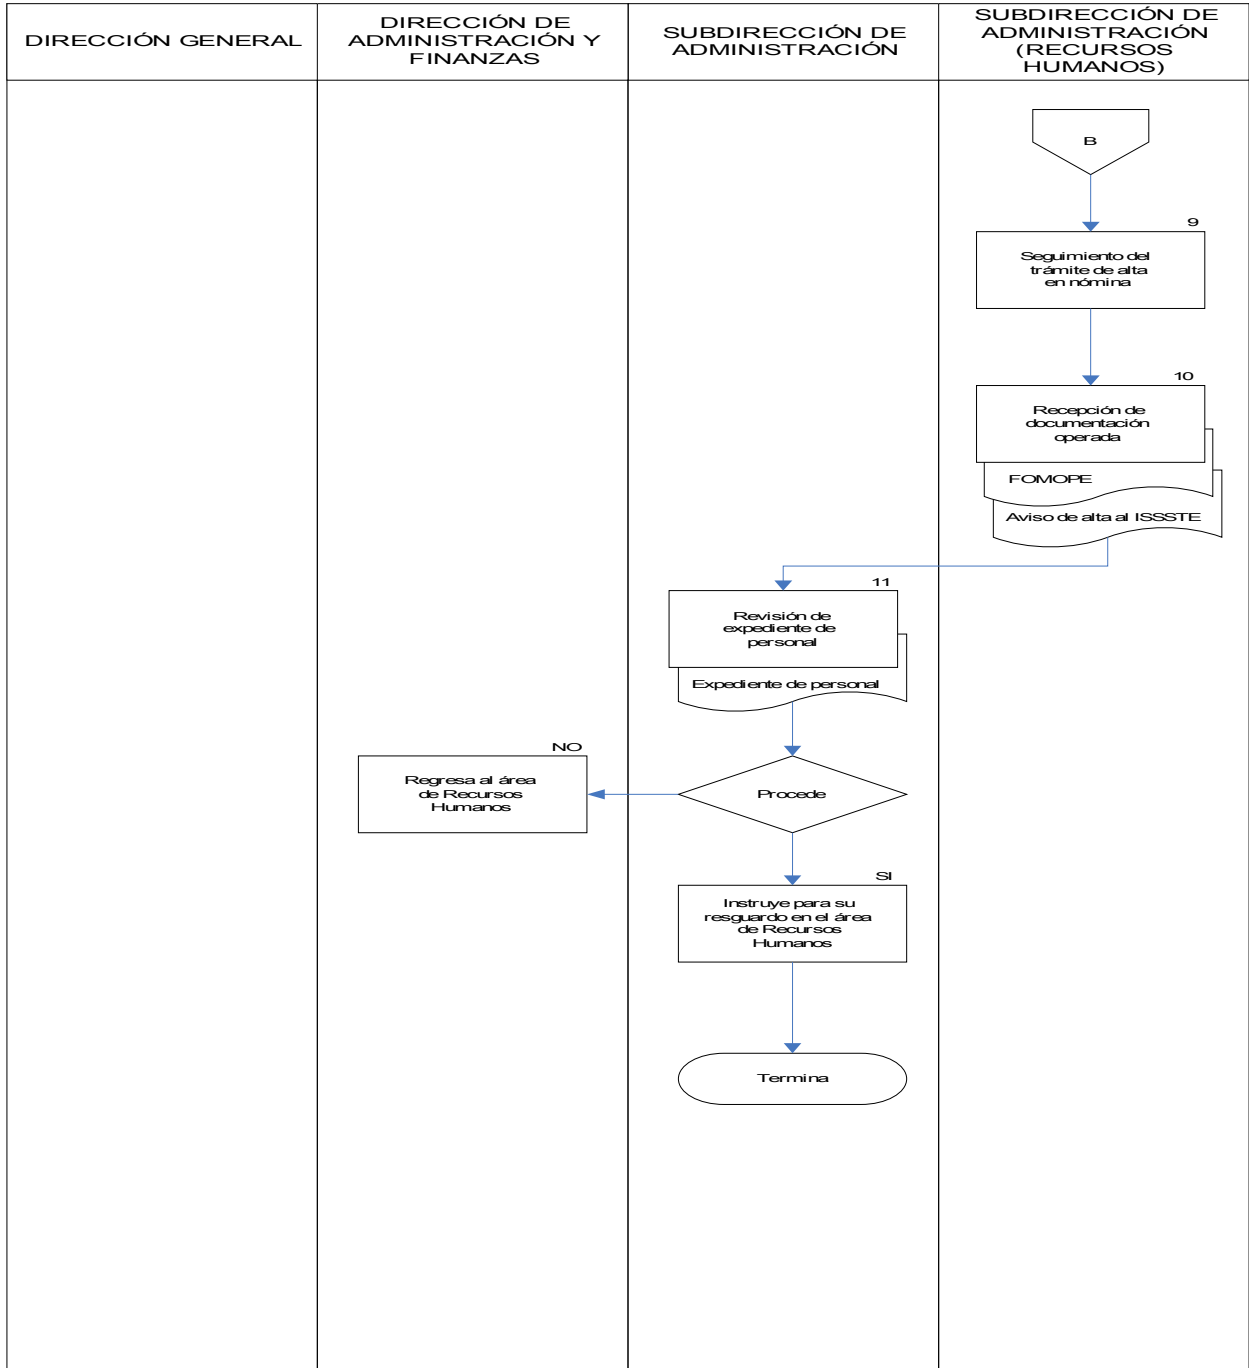 DIRECCIÓN GENERAL
DIRECCIÓN DE
ADMINISTRACIÓN Y
FINANZAS
SUBDIRECCIÓN DE
ADMINISTRACIÓN
SUBDIRECCIÓN DE
ADMINISTRACIÓN
(RECURSOS
HUMANOS)
B
9
Seguimiento del
trámite de alta
en nómina
10
Recepción de
documentación
operada
FOMOPE
Aviso de alta al ISSSTE
11
Revisión de
expediente de
personal
Expediente de personal
NO
Regresa al área
de Recursos
Humanos
Procede
SI
Instruye para su
resguardo en el área
de Recursos
Humanos
Termina